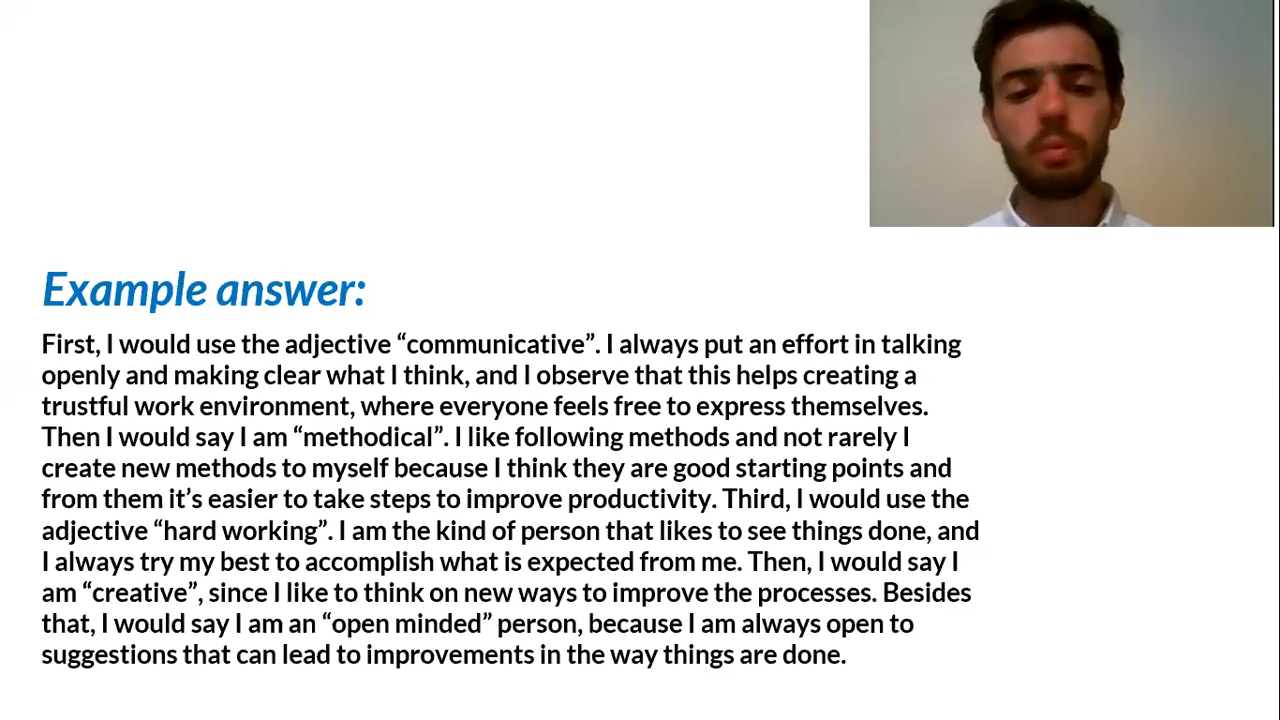 Example answer:
First, I would use the adjective “communicative”. I always put an effort in talking
openly and making clear what I think, and I observe that this helps creating a
trustful work environment, where everyone feels free to express themselves.
Then I would say I am “methodical”. I like following methods and not rarely I
create new methods to myself because I think they are good starting points and
from them it’s easier to take steps to improve productivity. Third, I would use the
adjective “hard working”. I am the kind of person that likes to see things done, and
I always try my best to accomplish what is expected from me. Then, I would say I
am “creative”, since I like to think on new ways to improve the processes. Besides
that, I would say I am an “open minded” person, because I am always open to
suggestions that can lead to improvements in the way things are done.